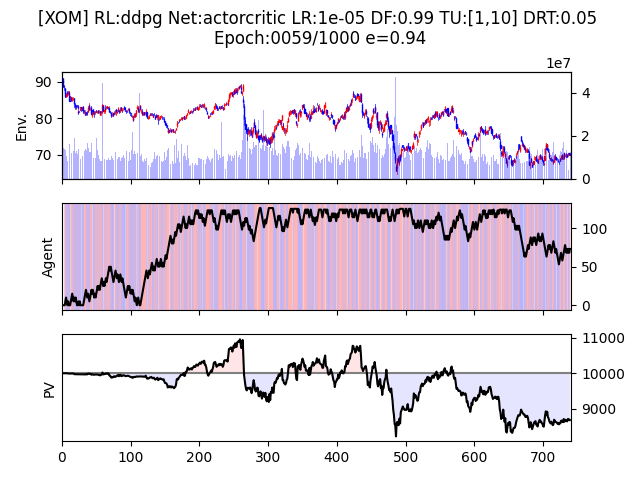 [XOM] RL:ddpg Net:actorcritic LR:1e-05 DF:0.99 TU:[1,10] DRT:0.05
Epoch:0059/1000 e=0.94
1e7
90
80
70
Env.
4
2
0
Agent
100
50
0
PV
11000
10000
9000
0 100 200 300 400 500 600 700